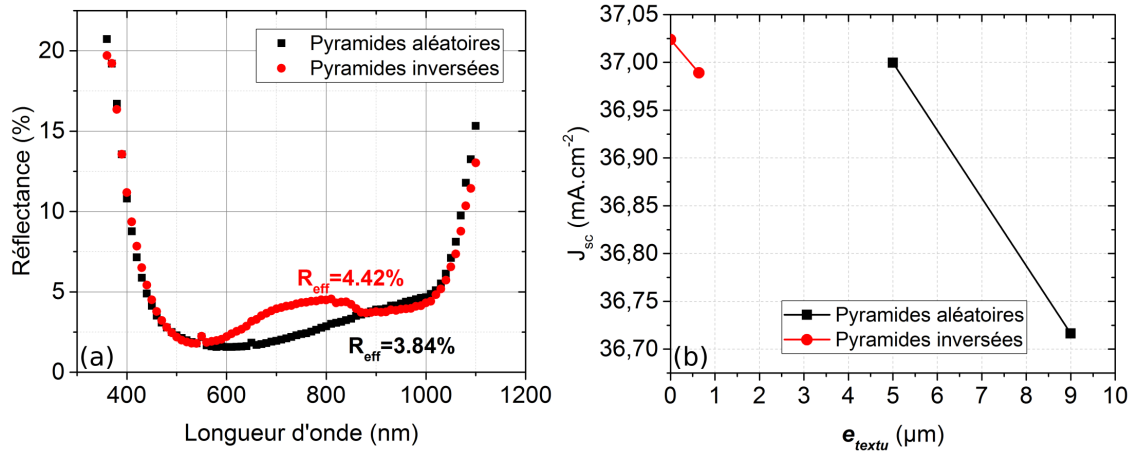 20
15
10
5
0
Réflectance (%)
Pyramides aléatoires
Pyramides inversées
R_eff=4.42%
R_eff=3.84%
(a)
400 600 800 1000 1200
Longueur d'onde (nm)
37,05
37,00
36,95
36,90
36,85
36,80
36,75
36,70
J_sc (mA.cm⁻²)
Pyramides aléatoires
Pyramides inversées
(b)
0 1 2 3 4 5 6 7 8 9 10
e_textu (µm)